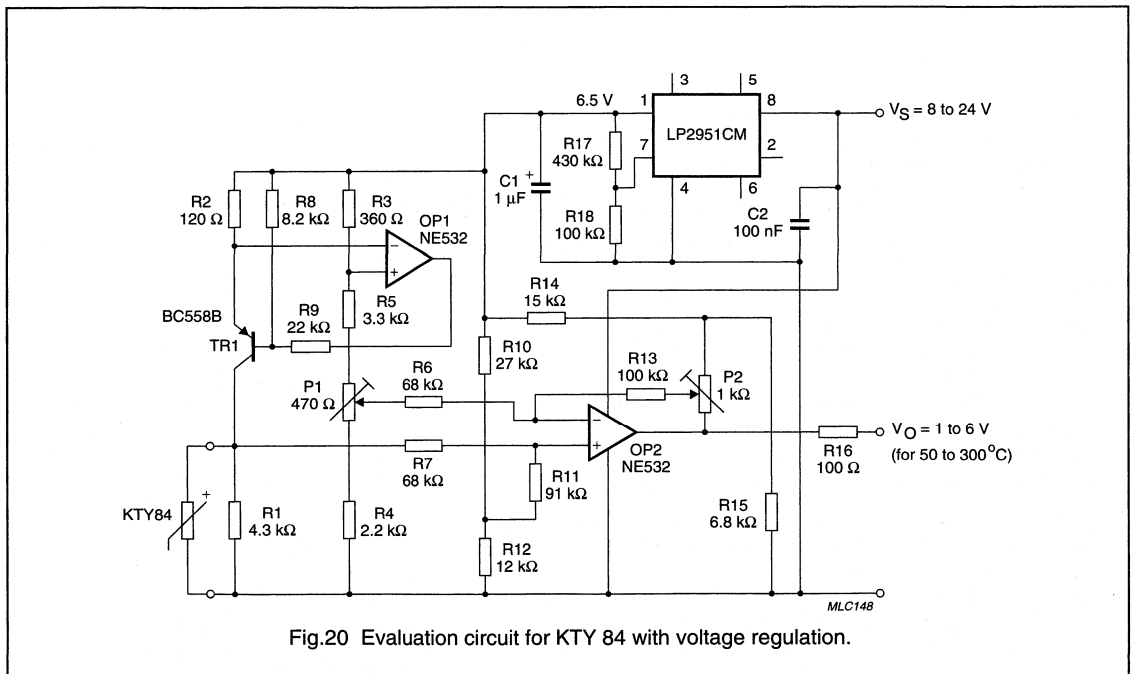 3
5
6.5 V
1
8
VS = 8 to 24 V
LP2951CM
R17
430 kΩ
7
2
C1
+
1 µF
4
6
R18
100 kΩ
C2
100 nF
R2
120 Ω
R8
8.2 kΩ
R3
360 Ω
OP1
NE532
−
+
R14
15 kΩ
BC558B
TR1
R9
22 kΩ
R5
3.3 kΩ
R10
27 kΩ
P1
470 Ω
R6
68 kΩ
R13
100 kΩ
P2
1 kΩ
−
+
OP2
NE532
VO = 1 to 6 V
(for 50 to 300 °C)
R16
100 Ω
R7
68 kΩ
R11
91 kΩ
KTY84
+
R1
4.3 kΩ
R4
2.2 kΩ
R12
12 kΩ
R15
6.8 kΩ
MLC148
Fig.20 Evaluation circuit for KTY 84 with voltage regulation.